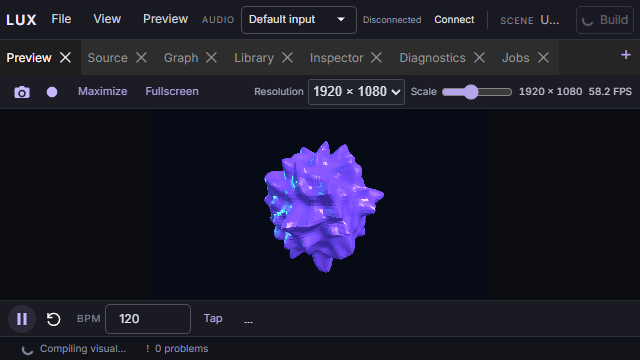 LUX File View Preview AUDIO Default input Disconnected Connect SCENE U... Build
Preview Source Graph Library Inspector Diagnostics Jobs +
Maximize Fullscreen Resolution 1920 × 1080 Scale 1920 × 1080 58.2 FPS
BPM 120 Tap ...
Compiling visual... ! 0 problems